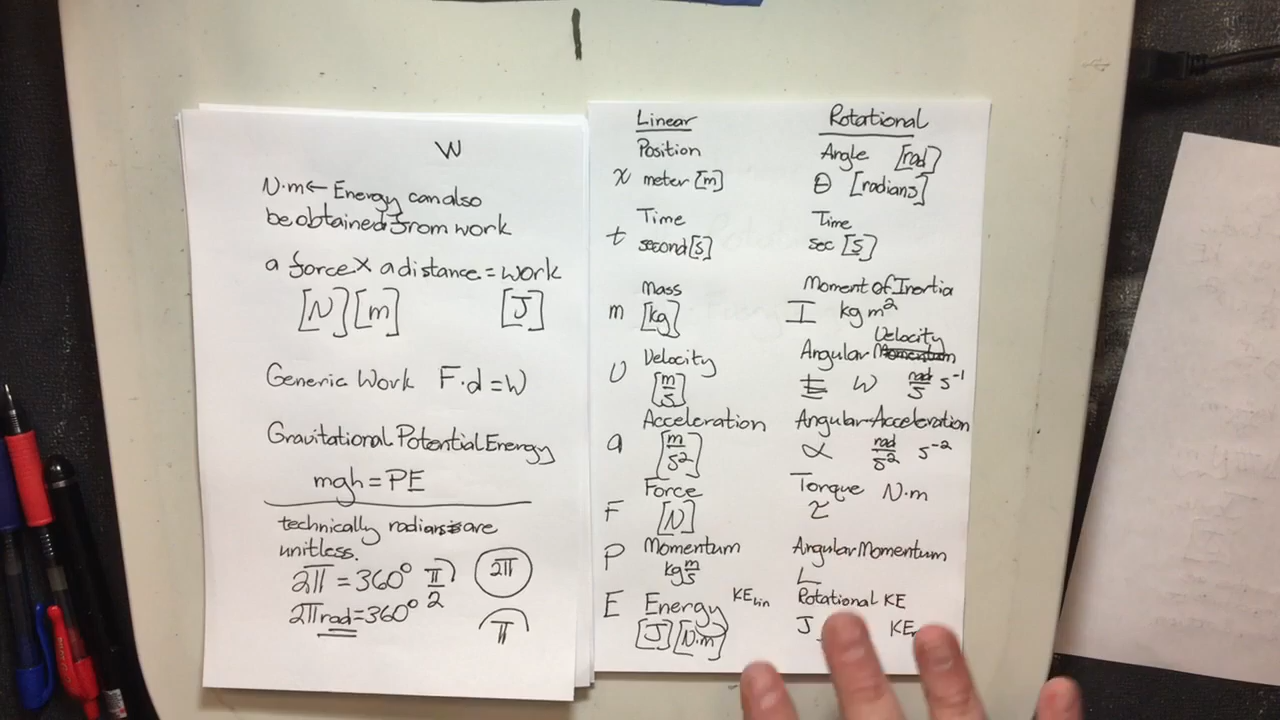 W
N·m ← Energy can also
be obtained from work
a force × a distance = work
[N] [m] [J]
Generic Work F·d = W
Gravitational Potential Energy
mgh = PE
technically radians are
unitless.
2π = 360° π/2 2π
2π rad = 360° π
Linear
Position
x meter [m]
Time
t second [s]
Mass
m [kg]
Velocity
v [m/s]
Acceleration
a [m/s²]
Force
F [N]
P Momentum
kg m/s
E Energy KElin
[J] [N·m]
Rotational
Angle [rad]
θ [radians]
Time
sec [s]
Moment Of Inertia
I kg m²
Velocity
Angular Momentum
ω rad/s s⁻¹
Angular Acceleration
α rad/s² s⁻²
Torque N·m
τ
Angular Momentum
L
Rotational KE
J KE